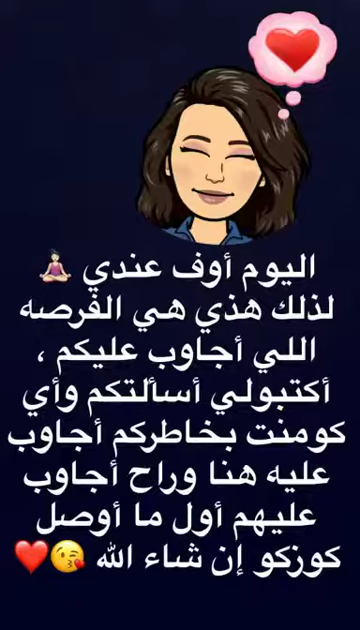 اليوم أوف عندي 🧘🏻‍♀️
لذلك هذي هي الفرصه
اللي أجاوب عليكم ،
أكتبولي أسألتكم وأي
كومنت بخاطركم أجاوب
عليه هنا وراح أجاوب
عليهم أول ما أوصل
كوزكو إن شاء الله 😘❤️